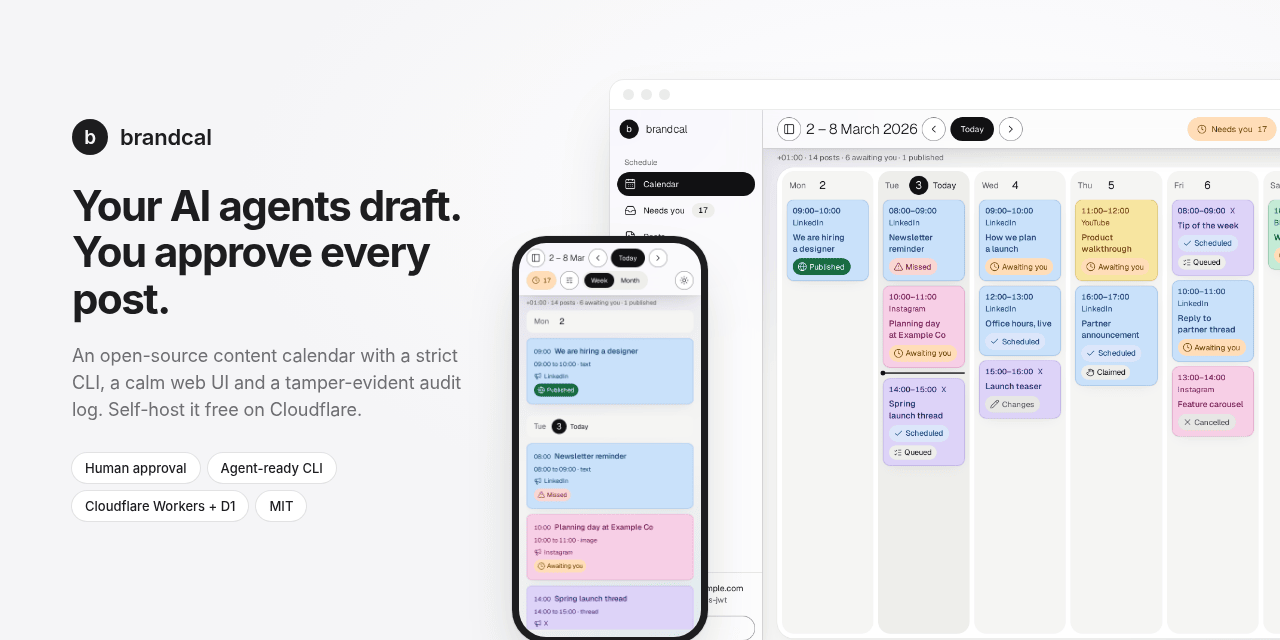 b brandcal
Your AI agents draft.
You approve every
post.
An open-source content calendar with a strict
CLI, a calm web UI and a tamper-evident audit
log. Self-host it free on Cloudflare.
Human approval
Agent-ready CLI
Cloudflare Workers + D1
MIT
b brandcal
Schedule
Calendar
Needs you 17
2 – 8 March 2026
Today
Needs you 17
+01:00 · 14 posts · 6 awaiting you · 1 published
Mon 2
09:00–10:00
LinkedIn
We are hiring
a designer
Published
Tue 3 Today
08:00–09:00
LinkedIn
Newsletter
reminder
Missed
10:00–11:00
Instagram
Planning day
at Example Co
Awaiting you
14:00–15:00 X
Spring
launch thread
Scheduled
Queued
Wed 4
09:00–10:00
LinkedIn
How we plan
a launch
Awaiting you
12:00–13:00
LinkedIn
Office hours, live
Scheduled
15:00–16:00 X
Launch teaser
Changes
Thu 5
11:00–12:00
YouTube
Product
walkthrough
Awaiting you
16:00–17:00
LinkedIn
Partner
announcement
Scheduled
Claimed
Fri 6
08:00–09:00 X
Tip of the week
Scheduled
Queued
10:00–11:00
LinkedIn
Reply to
partner thread
Awaiting you
13:00–14:00
Instagram
Feature carousel
Cancelled
2 – 8 Mar
Today
17
Week
Month
+01:00 · 14 posts · 6 awaiting you · 1 published
Mon 2
09:00 We are hiring a designer
09:00 to 10:00 · text
LinkedIn
Published
Tue 3 Today
08:00 Newsletter reminder
08:00 to 09:00 · text
LinkedIn
Missed
10:00 Planning day at Example Co
10:00 to 11:00 · image
Instagram
Awaiting you
14:00 Spring launch thread
14:00 to 15:00 · thread
X
mple.com
s-jwt